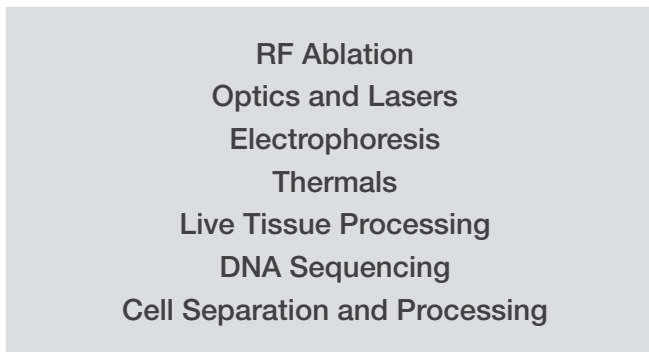 RF Ablation
Optics and Lasers
Electrophoresis
Thermals
Live Tissue Processing
DNA Sequencing
Cell Separation and Processing